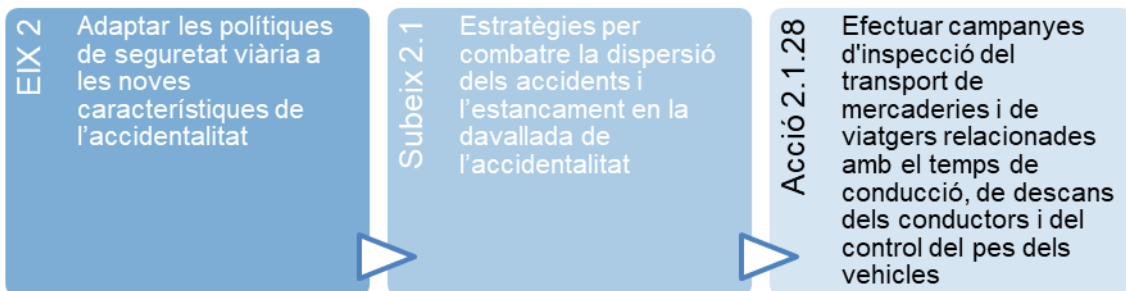 EIX 2
Adaptar les polítiques
de seguretat viària a
les noves
característiques de
l’accidentalitat
Subeix 2.1
Estratègies per
combatre la dispersió
dels accidents i
l’estancament en la
davallada de
l’accidentalitat
Acció 2.1.28
Efectuar campanyes
d'inspecció del
transport de
mercaderies i de
viatgers relacionades
amb el temps de
conducció, de descans
dels conductors i del
control del pes dels
vehicles